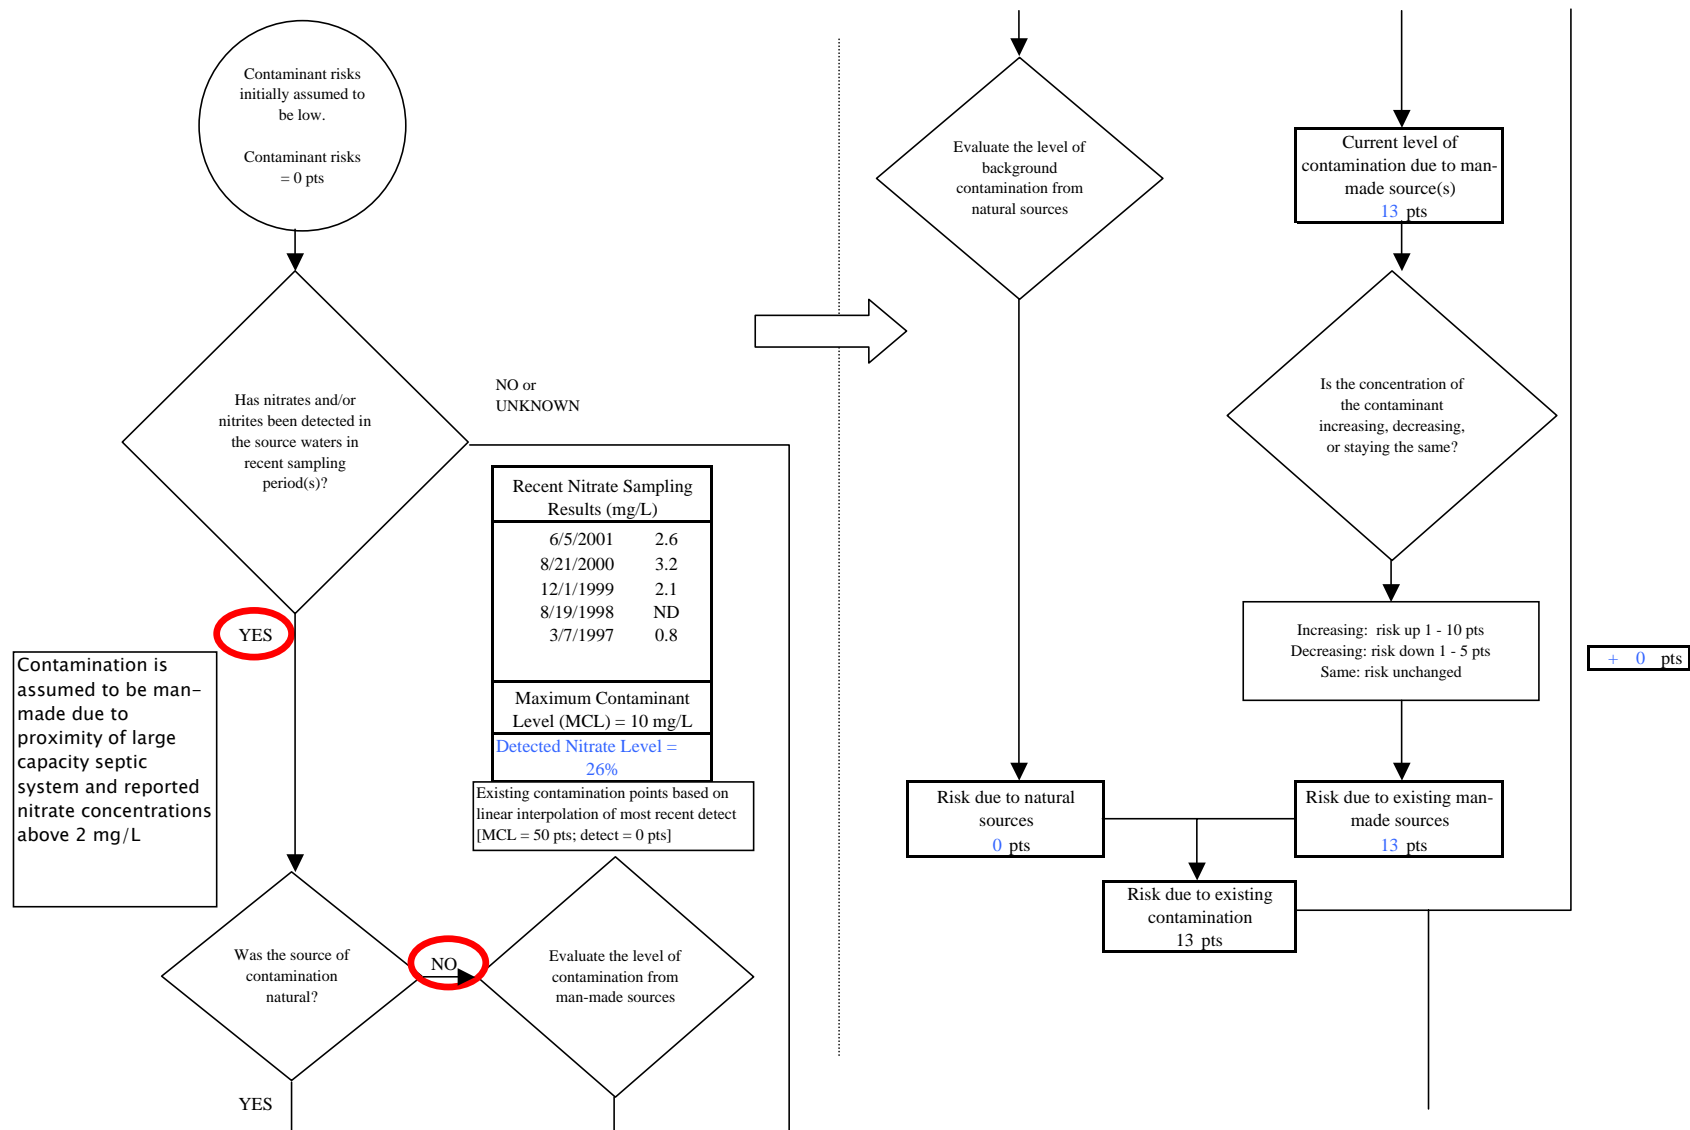 Contaminant risks
initially assumed to
be low.
Contaminant risks
= 0 pts
Has nitrates and/or
nitrites been detected in
the source waters in
recent sampling
period(s)?
NO or
UNKNOWN
YES
Contamination is
assumed to be man-
made due to
proximity of large
capacity septic
system and reported
nitrate concentrations
above 2 mg/L
Recent Nitrate Sampling
Results (mg/L)
6/5/2001 2.6
8/21/2000 3.2
12/1/1999 2.1
8/19/1998 ND
3/7/1997 0.8
Maximum Contaminant
Level (MCL) = 10 mg/L
Detected Nitrate Level =
26%
Existing contamination points based on
linear interpolation of most recent detect
[MCL = 50 pts; detect = 0 pts]
Was the source of
contamination
natural?
NO
Evaluate the level of
contamination from
man-made sources
YES
Evaluate the level of
background
contamination from
natural sources
Current level of
contamination due to man-
made source(s)
13 pts
Is the concentration of
the contaminant
increasing, decreasing,
or staying the same?
Increasing: risk up 1 - 10 pts
Decreasing: risk down 1 - 5 pts
Same: risk unchanged
+ 0 pts
Risk due to natural
sources
0 pts
Risk due to existing man-
made sources
13 pts
Risk due to existing
contamination
13 pts